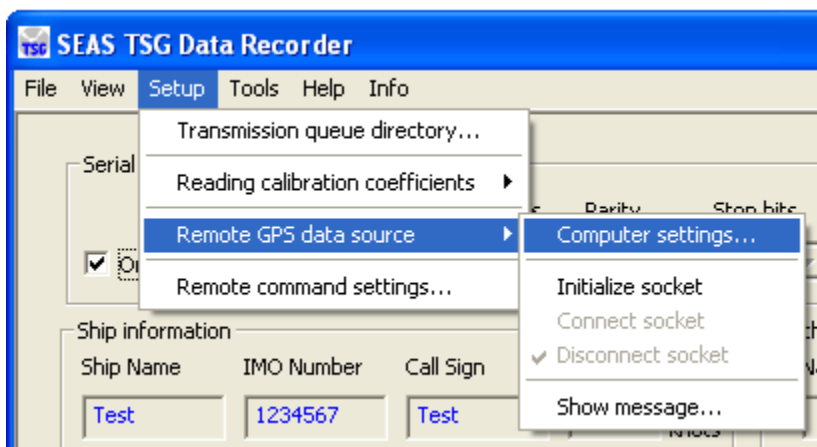 TSG SEAS TSG Data Recorder
File View Setup Tools Help Info
Transmission queue directory...
Serial
Reading calibration coefficients
Parity Stop bits
Remote GPS data source
Computer settings...
Remote command settings...
Initialize socket
Connect socket
Disconnect socket
Show message...
Ship information
Ship Name IMO Number Call Sign
Test 1234567 Test
Knots